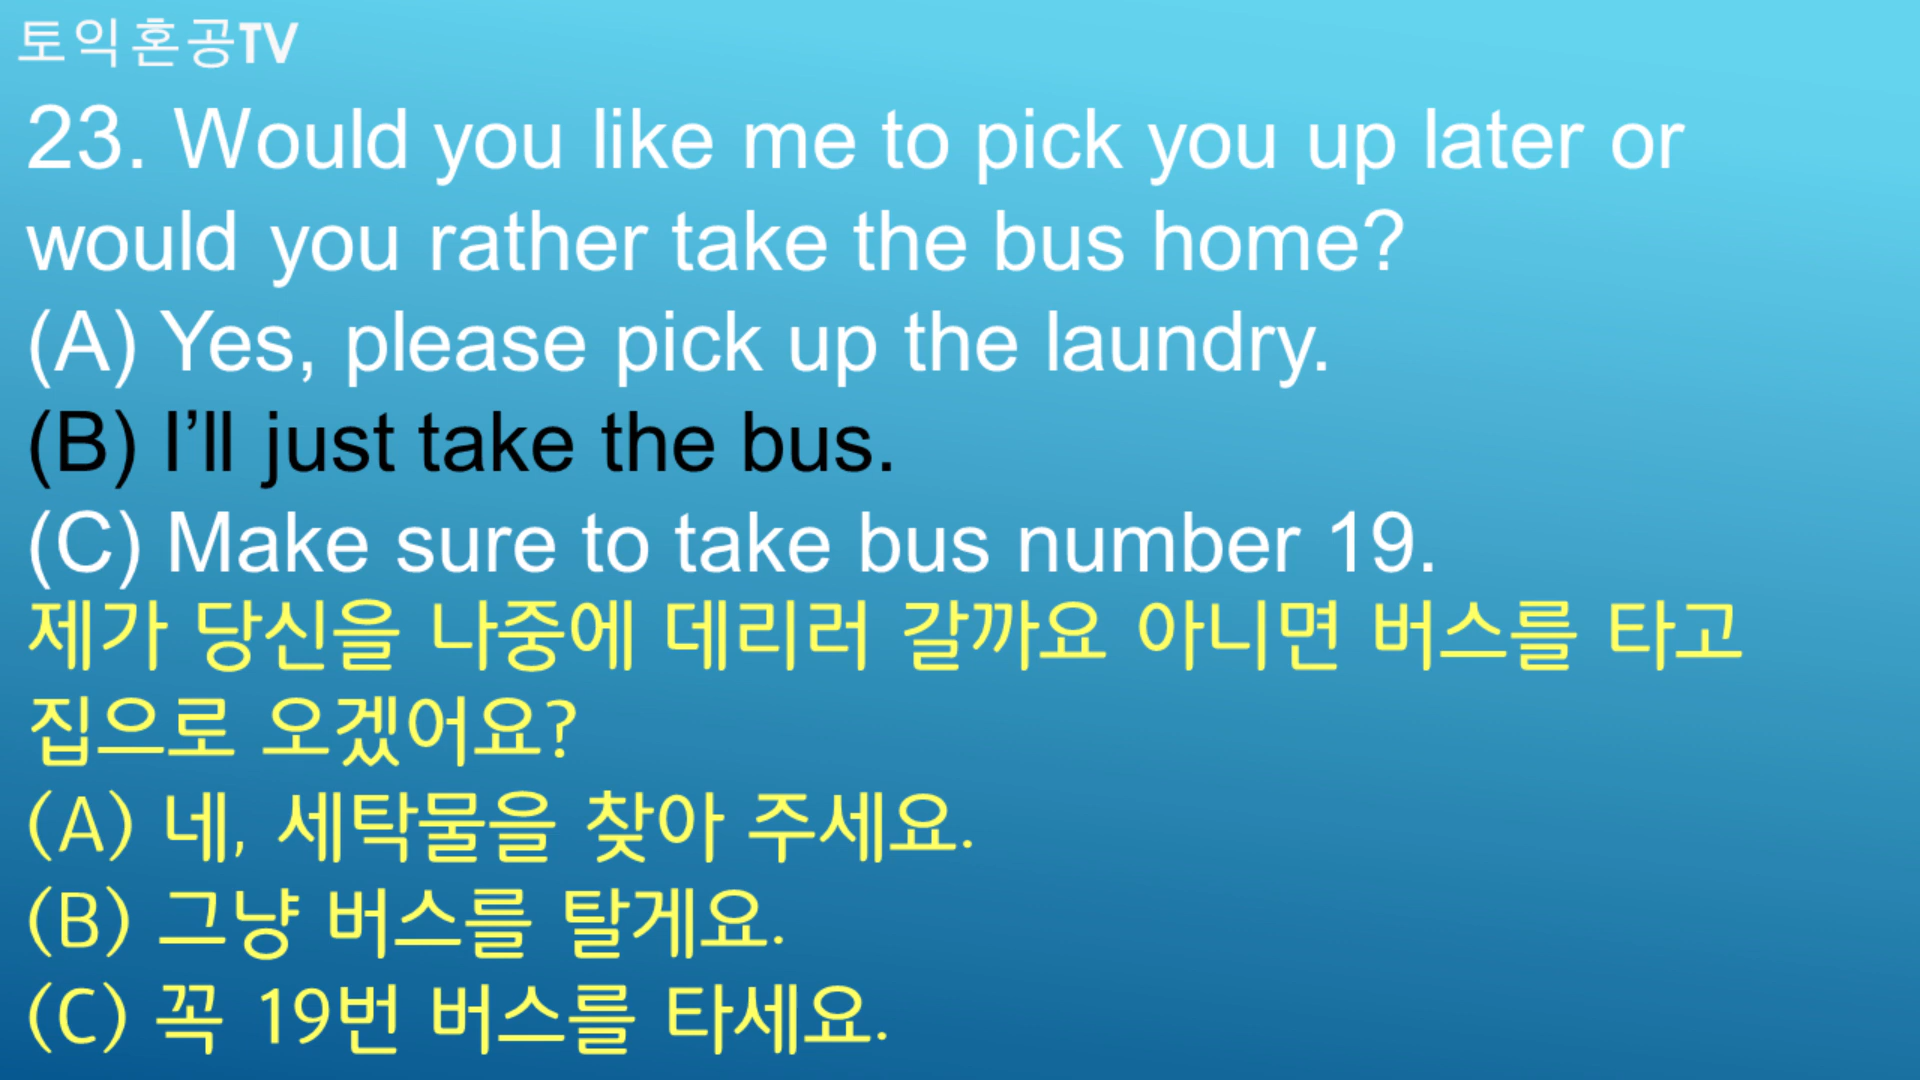 토익혼공TV
23. Would you like me to pick you up later or
would you rather take the bus home?
(A) Yes, please pick up the laundry.
(B) I’ll just take the bus.
(C) Make sure to take bus number 19.
제가 당신을 나중에 데리러 갈까요 아니면 버스를 타고
집으로 오겠어요?
(A) 네, 세탁물을 찾아 주세요.
(B) 그냥 버스를 탈게요.
(C) 꼭 19번 버스를 타세요.